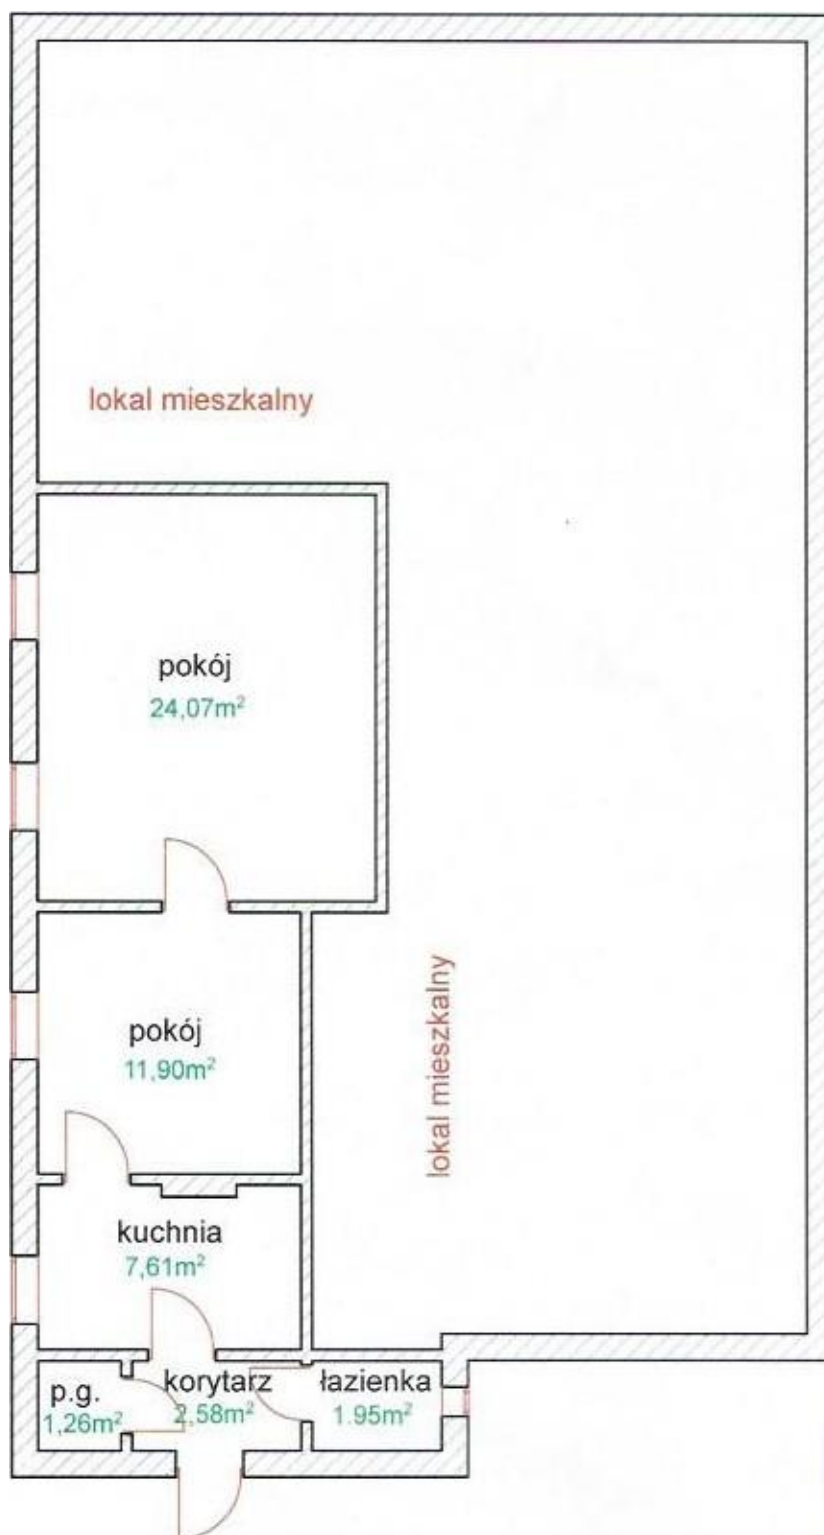 lokal mieszkalny
pokój
24,07m²
pokój
11,90m²
lokal mieszkalny
kuchnia
7,61m²
p.g.
1,26m²
korytarz
2,58m²
łazienka
1.95m²